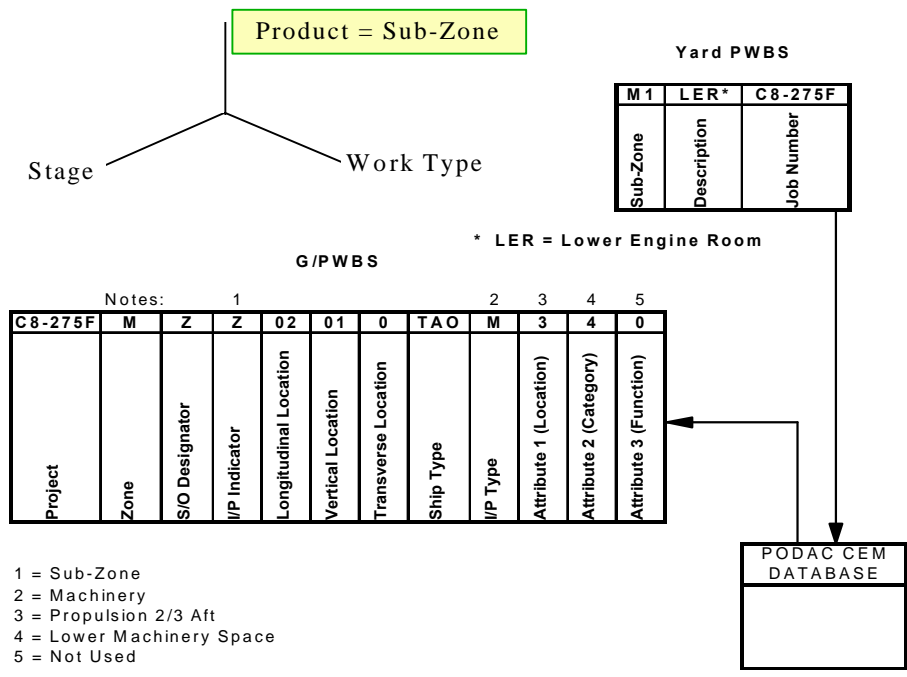 Product = Sub-Zone
Stage
Work Type
Yard PWBS
M1 LER* C8-275F
Sub-Zone Description Job Number
* LER = Lower Engine Room
G/PWBS
Notes: 1 2 3 4 5
C8-275F M Z Z 02 01 0 TAO M 3 4 0
Project Zone S/O Designator I/P Indicator Longitudinal Location Vertical Location Transverse Location Ship Type I/P Type Attribute 1 (Location) Attribute 2 (Category) Attribute 3 (Function)
PODAC CEM
DATABASE
1 = Sub-Zone
2 = Machinery
3 = Propulsion 2/3 Aft
4 = Lower Machinery Space
5 = Not Used